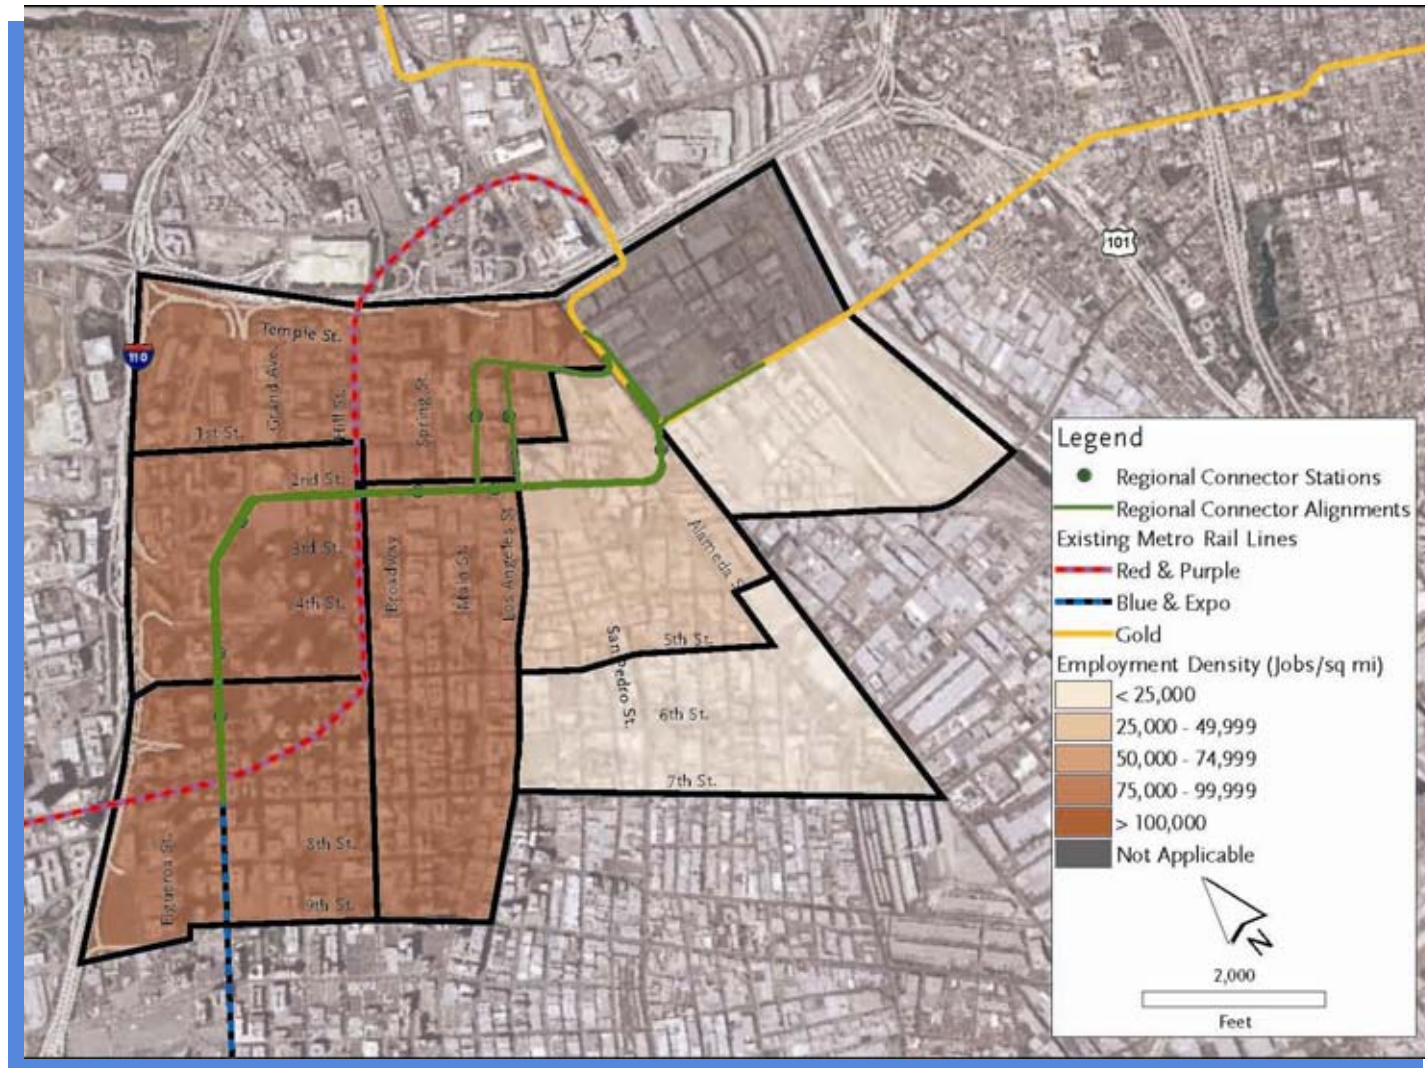 101
110
Temple St.
Grand Ave.
Hill St.
Spring St.
1st St.
2nd St.
3rd St.
4th St.
Broadway
Main St.
Los Angeles St
Alameda S
San Pedro St.
5th St.
6th St.
7th St.
8th St.
9th St.
Figueroa St.
Legend
Regional Connector Stations
Regional Connector Alignments
Existing Metro Rail Lines
Red & Purple
Blue & Expo
Gold
Employment Density (Jobs/sq mi)
< 25,000
25,000 - 49,999
50,000 - 74,999
75,000 - 99,999
> 100,000
Not Applicable
N
2,000
Feet